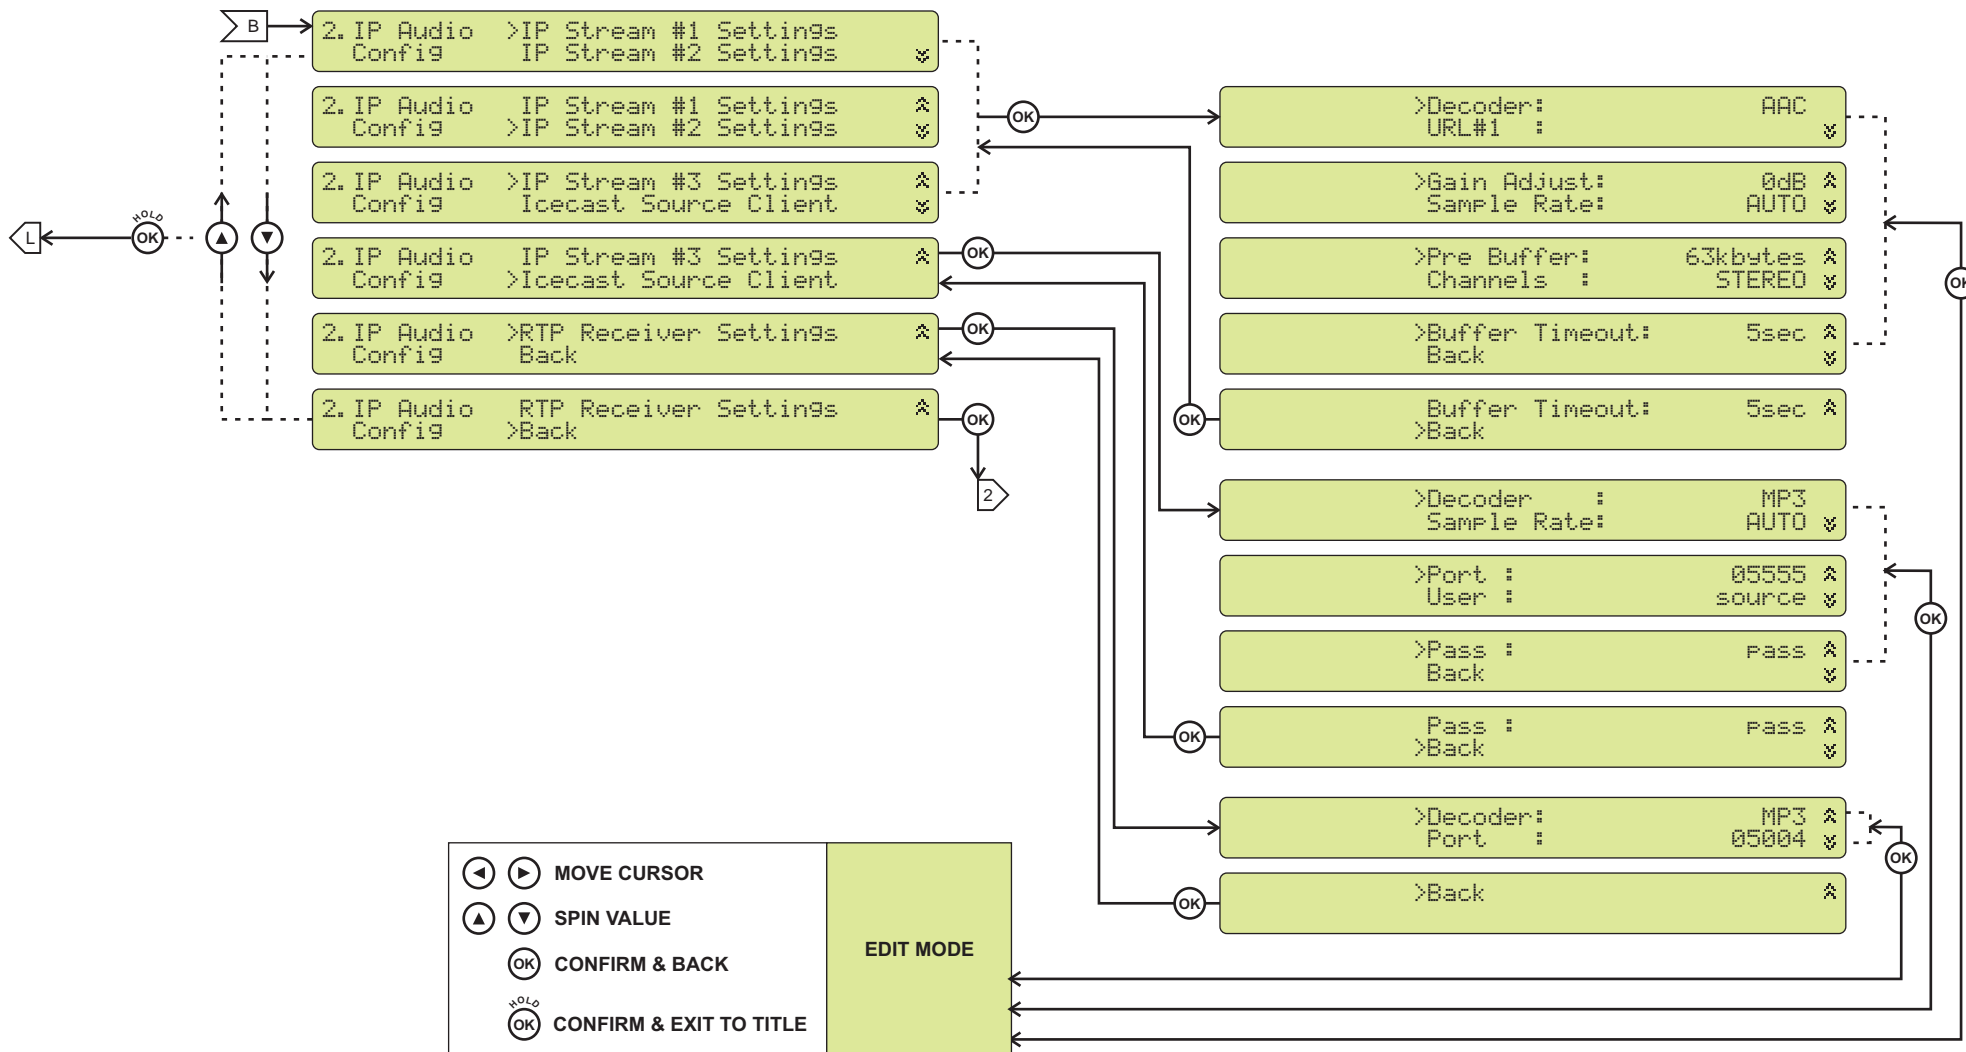 B
2. IP Audio >IP Stream #1 Settings
Config IP Stream #2 Settings
2. IP Audio IP Stream #1 Settings
Config >IP Stream #2 Settings
2. IP Audio >IP Stream #3 Settings
Config Icecast Source Client
2. IP Audio IP Stream #3 Settings
Config >Icecast Source Client
2. IP Audio >RTP Receiver Settings
Config Back
2. IP Audio RTP Receiver Settings
Config >Back
L
HOLD
OK
OK
OK
OK
OK
2
>Decoder: AAC
URL#1 :
>Gain Adjust: 0dB
Sample Rate: AUTO
>Pre Buffer: 63kbytes
Channels : STEREO
>Buffer Timeout: 5sec
Back
Buffer Timeout: 5sec
>Back
OK
OK
>Decoder : MP3
Sample Rate: AUTO
>Port : 05555
User : source
>Pass : pass
Back
Pass : pass
>Back
OK
OK
>Decoder: MP3
Port : 05004
>Back
OK
OK
MOVE CURSOR
SPIN VALUE
OK CONFIRM & BACK
HOLD
OK CONFIRM & EXIT TO TITLE
EDIT MODE